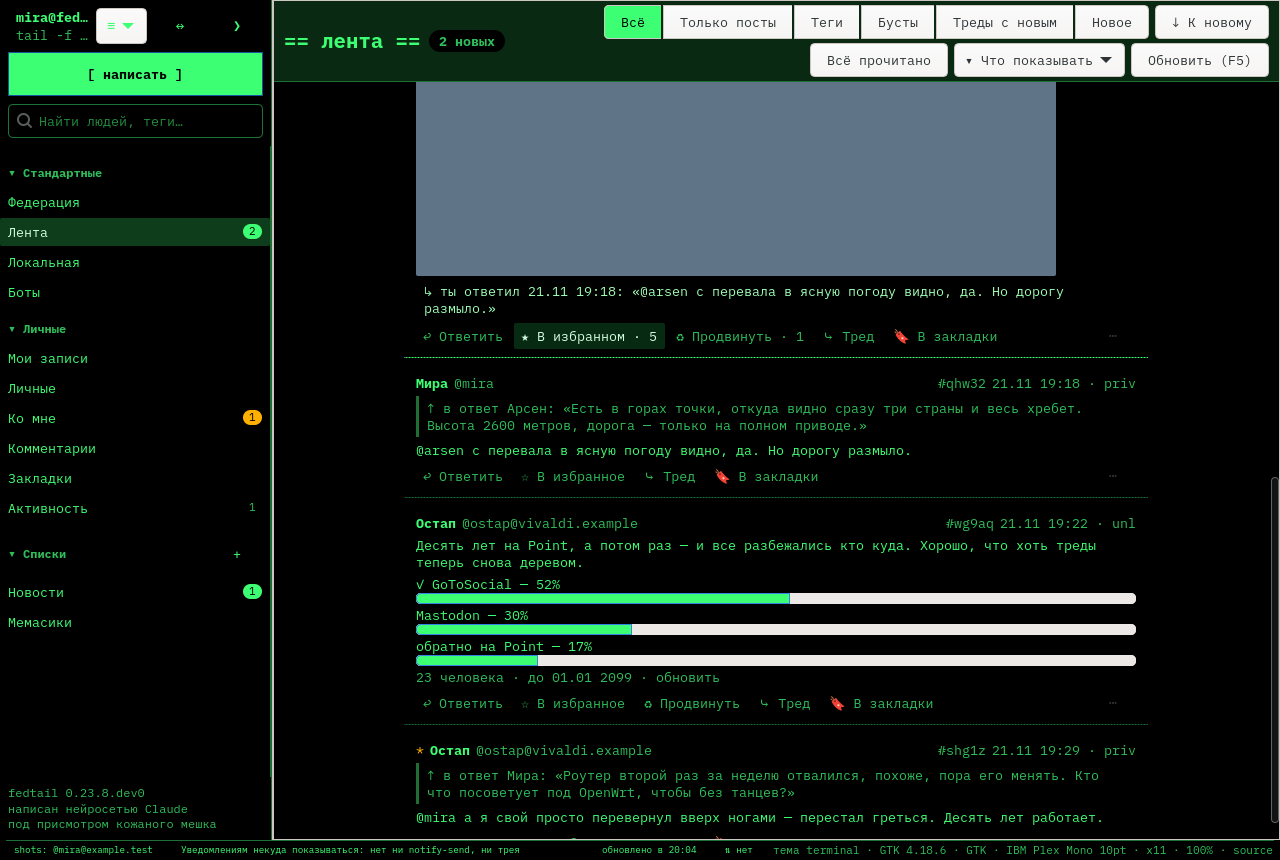 mira@fed…
tail -f …
≡
↔
❯
[ написать ]
Найти людей, теги…
▾ Стандартные
Федерация
Лента 2
Локальная
Боты
▾ Личные
Мои записи
Личные
Ко мне 1
Комментарии
Закладки
Активность 1
▾ Списки +
Новости 1
Мемасики
fedtail 0.23.8.dev0
написан нейросетью Claude
под присмотром кожаного мешка
== лента == 2 новых
Всё Только посты Теги Бусты Треды с новым Новое ↓ К новому
Всё прочитано ▾ Что показывать Обновить (F5)
↳ ты ответил 21.11 19:18: «@arsen с перевала в ясную погоду видно, да. Но дорогу
размыло.»
↩ Ответить ★ В избранном · 5 ♻ Продвинуть · 1 ⤷ Тред 🔖 В закладки ⋯
Мира @mira #qhw32 21.11 19:18 · priv
↑ в ответ Арсен: «Есть в горах точки, откуда видно сразу три страны и весь хребет.
Высота 2600 метров, дорога — только на полном приводе.»
@arsen с перевала в ясную погоду видно, да. Но дорогу размыло.
↩ Ответить ☆ В избранное ⤷ Тред 🔖 В закладки ⋯
Остап @ostap@vivaldi.example #wg9aq 21.11 19:22 · unl
Десять лет на Point, а потом раз — и все разбежались кто куда. Хорошо, что хоть треды
теперь снова деревом.
✓ GoToSocial — 52%
Mastodon — 30%
обратно на Point — 17%
23 человека · до 01.01 2099 · обновить
↩ Ответить ☆ В избранное ♻ Продвинуть ⤷ Тред 🔖 В закладки ⋯
★ Остап @ostap@vivaldi.example #shg1z 21.11 19:29 · priv
↑ в ответ Мира: «Роутер второй раз за неделю отвалился, похоже, пора его менять. Кто
что посоветует под OpenWrt, чтобы без танцев?»
@mira а я свой просто перевернул вверх ногами — перестал греться. Десять лет работает.
shots: @mira@example.test Уведомлениям некуда показываться: нет ни notify-send, ни трея обновлено в 20:04 ⇅ нет тема terminal · GTK 4.18.6 · GTK · IBM Plex Mono 10pt · x11 · 100% · source